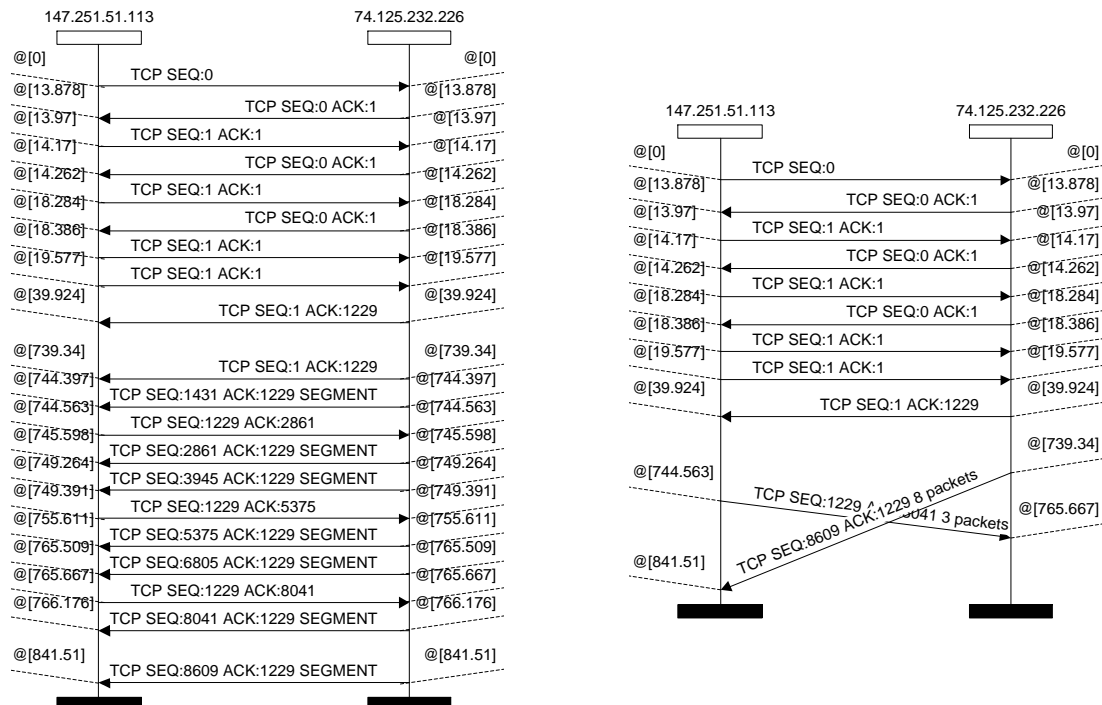 147.251.51.113 74.125.232.226
@[0] @[0]
TCP SEQ:0
@[13.878] @[13.878]
TCP SEQ:0 ACK:1
@[13.97] @[13.97]
TCP SEQ:1 ACK:1
@[14.17] @[14.17]
TCP SEQ:0 ACK:1
@[14.262] @[14.262]
TCP SEQ:1 ACK:1
@[18.284] @[18.284]
TCP SEQ:0 ACK:1
@[18.386] @[18.386]
TCP SEQ:1 ACK:1
@[19.577] @[19.577]
TCP SEQ:1 ACK:1
@[39.924] @[39.924]
TCP SEQ:1 ACK:1229
@[739.34] @[739.34]
TCP SEQ:1 ACK:1229
@[744.397] @[744.397]
TCP SEQ:1431 ACK:1229 SEGMENT
@[744.563] @[744.563]
TCP SEQ:1229 ACK:2861
@[745.598] @[745.598]
TCP SEQ:2861 ACK:1229 SEGMENT
@[749.264] @[749.264]
TCP SEQ:3945 ACK:1229 SEGMENT
@[749.391] @[749.391]
TCP SEQ:1229 ACK:5375
@[755.611] @[755.611]
TCP SEQ:5375 ACK:1229 SEGMENT
@[765.509] @[765.509]
TCP SEQ:6805 ACK:1229 SEGMENT
@[765.667] @[765.667]
TCP SEQ:1229 ACK:8041
@[766.176] @[766.176]
TCP SEQ:8041 ACK:1229 SEGMENT
@[841.51] @[841.51]
TCP SEQ:8609 ACK:1229 SEGMENT
147.251.51.113 74.125.232.226
@[0] @[0]
TCP SEQ:0
@[13.878] @[13.878]
TCP SEQ:0 ACK:1
@[13.97] @[13.97]
TCP SEQ:1 ACK:1
@[14.17] @[14.17]
TCP SEQ:0 ACK:1
@[14.262] @[14.262]
TCP SEQ:1 ACK:1
@[18.284] @[18.284]
TCP SEQ:0 ACK:1
@[18.386] @[18.386]
TCP SEQ:1 ACK:1
@[19.577] @[19.577]
TCP SEQ:1 ACK:1
@[39.924] @[39.924]
TCP SEQ:1 ACK:1229
@[739.34]
@[744.563]
TCP SEQ:1229 3 packets
@[765.667]
TCP SEQ:8609 ACK:1229 8 packets
@[841.51]